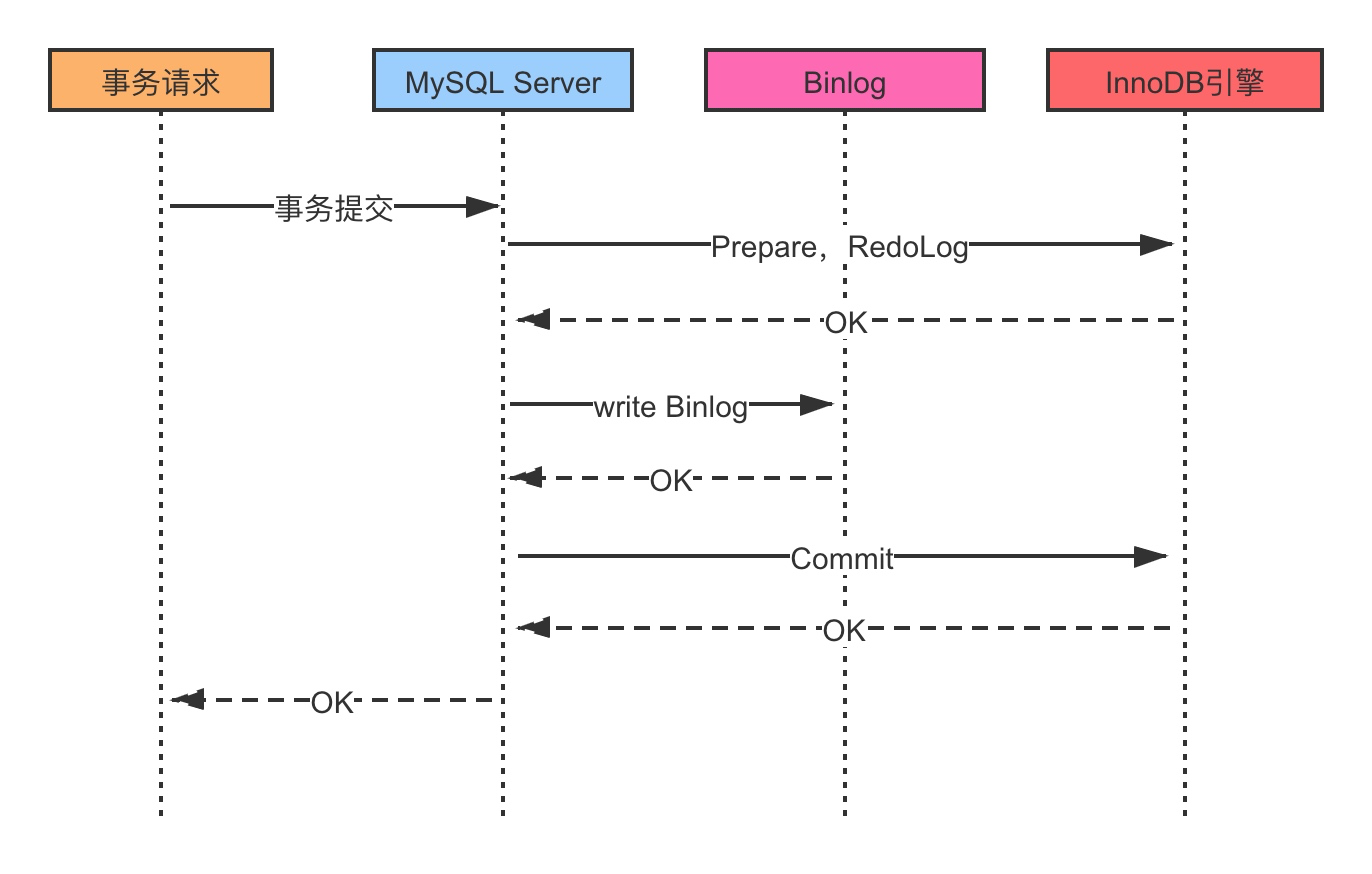 事务请求
MySQL Server
Binlog
InnoDB引擎
事务提交
Prepare，RedoLog
OK
write Binlog
OK
Commit
OK
OK